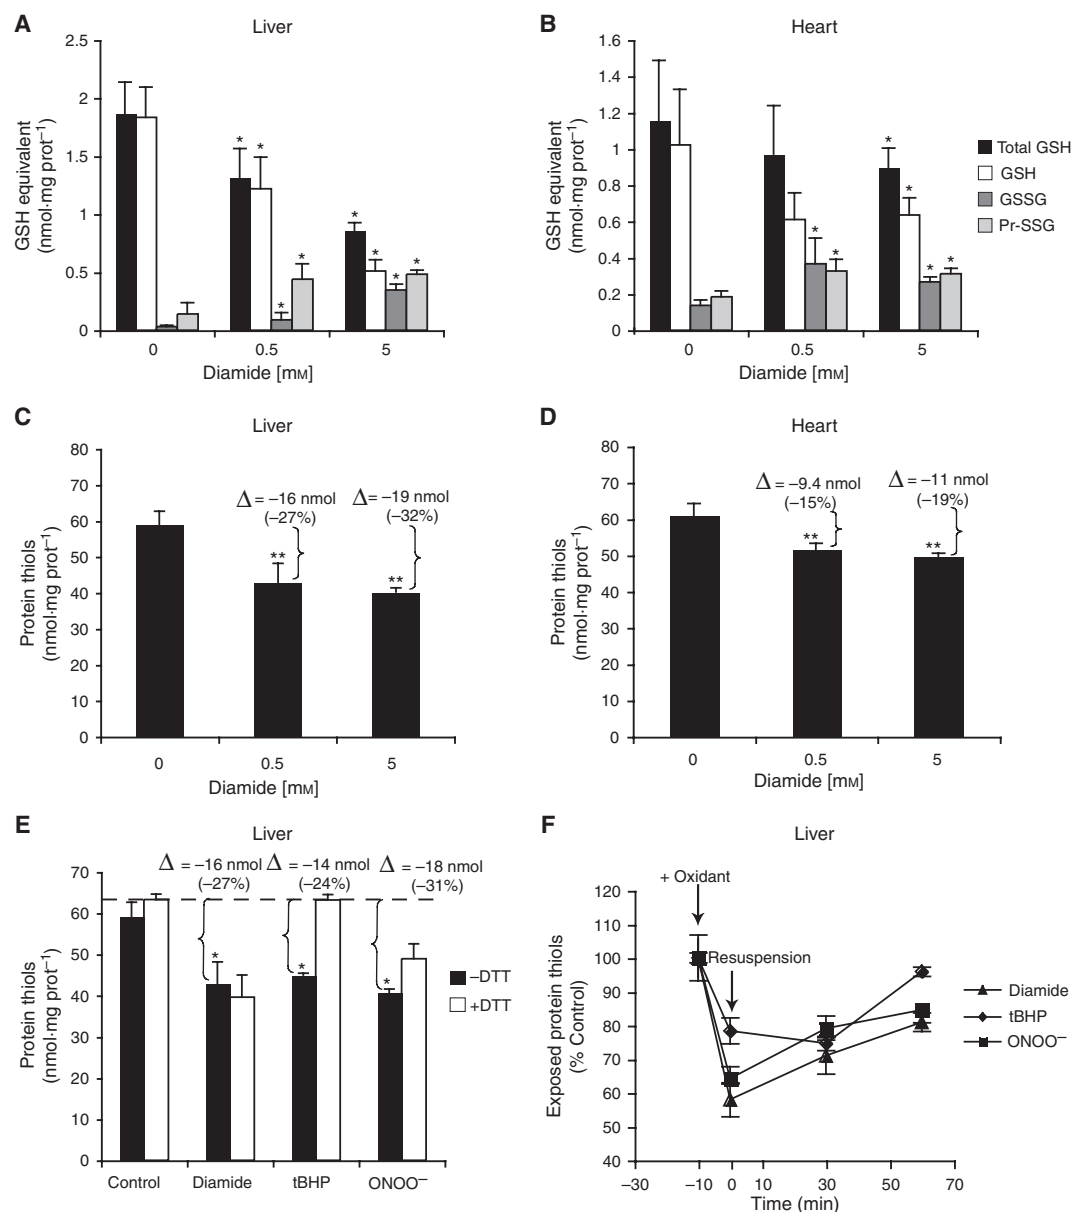 A
Liver
GSH equivalent
(nmol·mg prot⁻¹)
2.5
2
1.5
1
0.5
0
* * * * * * * *
0 0.5 5
Diamide [mM]
B
Heart
GSH equivalent
(nmol·mg prot⁻¹)
1.6
1.4
1.2
1
0.8
0.6
0.4
0.2
0
* * * * * *
0 0.5 5
Diamide [mM]
Total GSH
GSH
GSSG
Pr-SSG
C
Liver
Protein thiols
(nmol·mg prot⁻¹)
80
70
60
50
40
30
20
10
0
Δ = −16 nmol
(−27%)
**
Δ = −19 nmol
(−32%)
**
0 0.5 5
Diamide [mM]
D
Heart
Protein thiols
(nmol·mg prot⁻¹)
80
70
60
50
40
30
20
10
0
Δ = −9.4 nmol
(−15%)
**
Δ = −11 nmol
(−19%)
**
0 0.5 5
Diamide [mM]
E
Liver
Protein thiols
(nmol·mg prot⁻¹)
70
60
50
40
30
20
10
0
Δ = −16 nmol
(−27%)
*
Δ = −14 nmol
(−24%)
*
Δ = −18 nmol
(−31%)
*
−DTT
+DTT
Control Diamide tBHP ONOO⁻
F
Liver
Exposed protein thiols
(% Control)
120
110
100
90
80
70
60
50
40
+ Oxidant
Resuspension
Diamide
tBHP
ONOO⁻
−30 −10 0 10 30 50 70
Time (min)